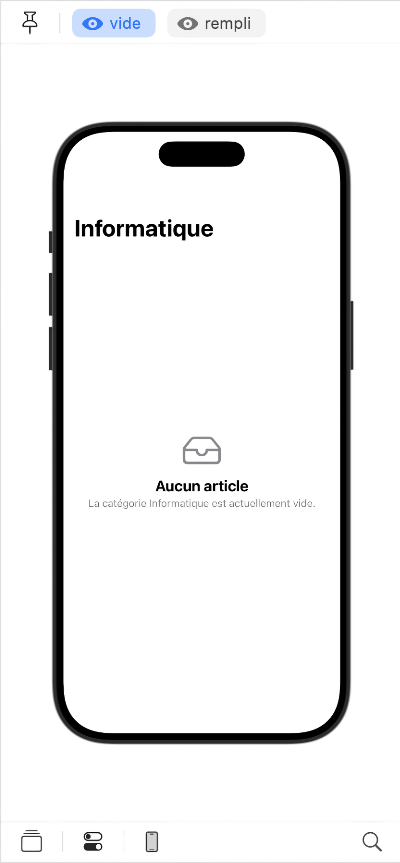 vide
rempli
Informatique
Aucun article
La catégorie Informatique est actuellement vide.